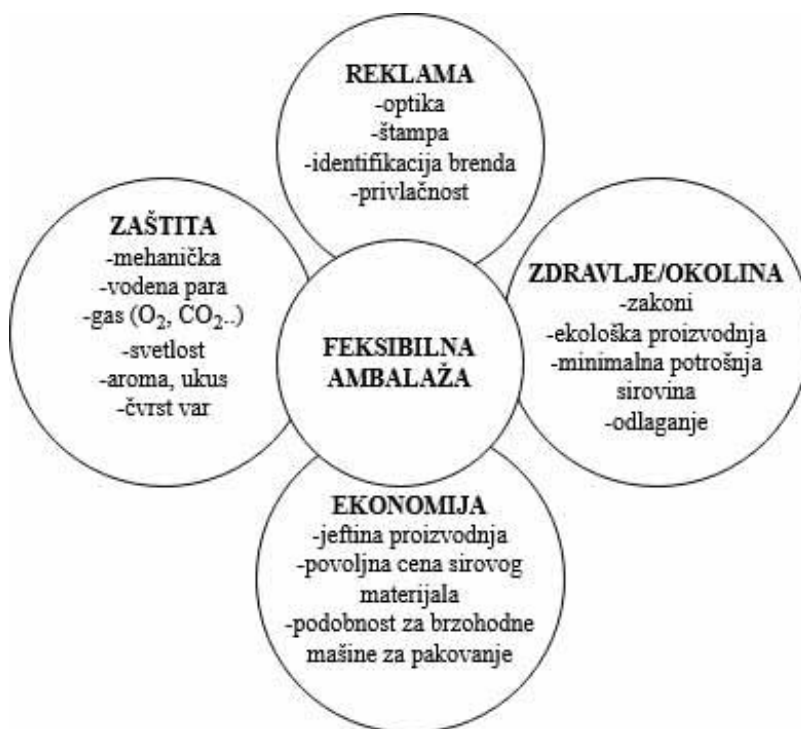 REKLAMA
-optika
-štampa
-identifikacija brenda
-privlačnost
ZAŠTITA
-mehanička
-vodena para
-gas (O₂, CO₂..)
-svetlost
-aroma, ukus
-čvrst var
FEKSIBILNA
AMBALAŽA
ZDRAVLJE/OKOLINA
-zakoni
-ekološka proizvodnja
-minimalna potrošnja
sirovina
-odlaganje
EKONOMIJA
-jeftina proizvodnja
-povoljna cena sirovog
materijala
-podobnost za brzohodne
mašine za pakovanje